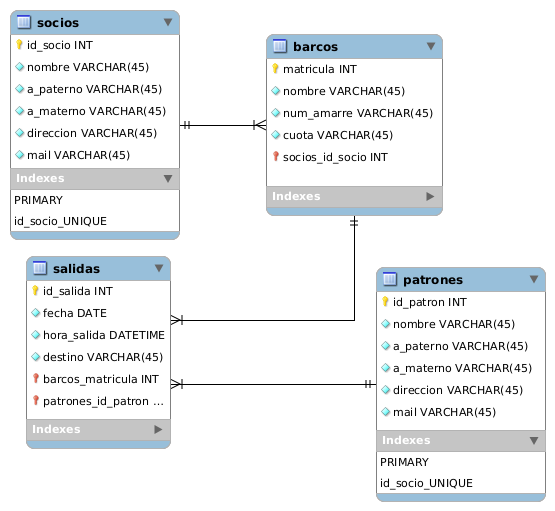 socios
id_socio INT
nombre VARCHAR(45)
a_paterno VARCHAR(45)
a_materno VARCHAR(45)
direccion VARCHAR(45)
mail VARCHAR(45)
Indexes
PRIMARY
id_socio_UNIQUE
barcos
matricula INT
nombre VARCHAR(45)
num_amarre VARCHAR(45)
cuota VARCHAR(45)
socios_id_socio INT
Indexes
salidas
id_salida INT
fecha DATE
hora_salida DATETIME
destino VARCHAR(45)
barcos_matricula INT
patrones_id_patron ...
Indexes
patrones
id_patron INT
nombre VARCHAR(45)
a_paterno VARCHAR(45)
a_materno VARCHAR(45)
direccion VARCHAR(45)
mail VARCHAR(45)
Indexes
PRIMARY
id_socio_UNIQUE